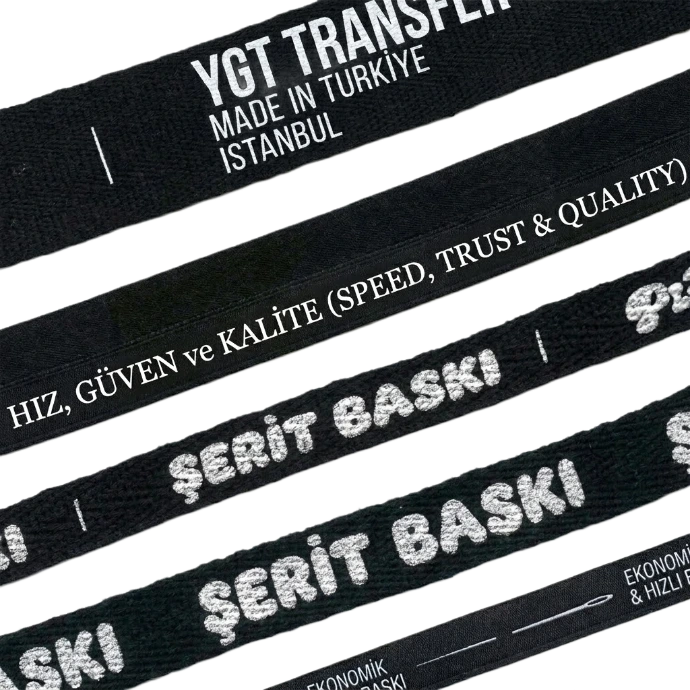 YGT TRANSFER
MADE IN TURKİYE
ISTANBUL
HIZ, GÜVEN ve KALİTE (SPEED, TRUST & QUALITY)
ŞERİT BASKI
ŞERİT BASKI
BASKI
EKONOMİK
& HIZLI
EKONOMİK
BASKI